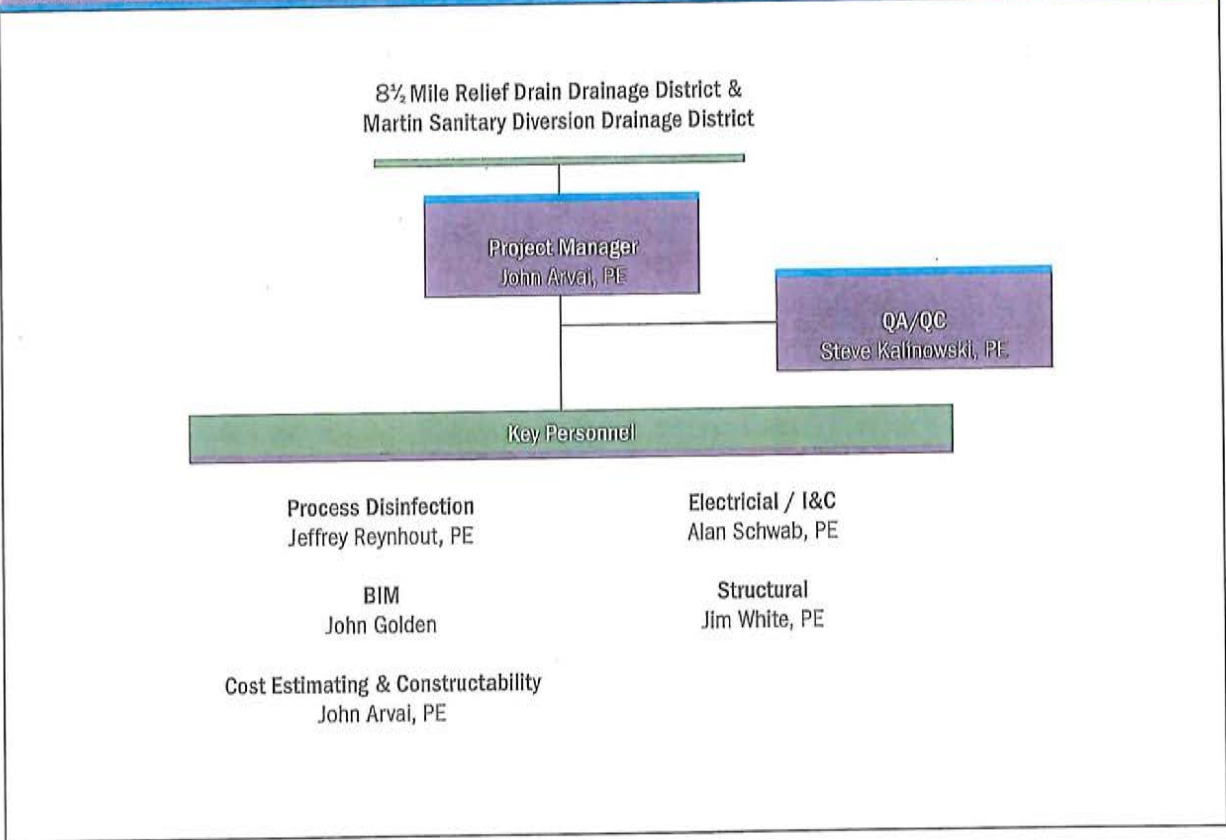 8½ Mile Relief Drain Drainage District &
Martin Sanitary Diversion Drainage District
Project Manager
John Arvai, PE
QA/QC
Steve Kalinowski, PE
Key Personnel
Process Disinfection
Jeffrey Reynhout, PE
Electricial / I&C
Alan Schwab, PE
BIM
John Golden
Structural
Jim White, PE
Cost Estimating & Constructability
John Arvai, PE